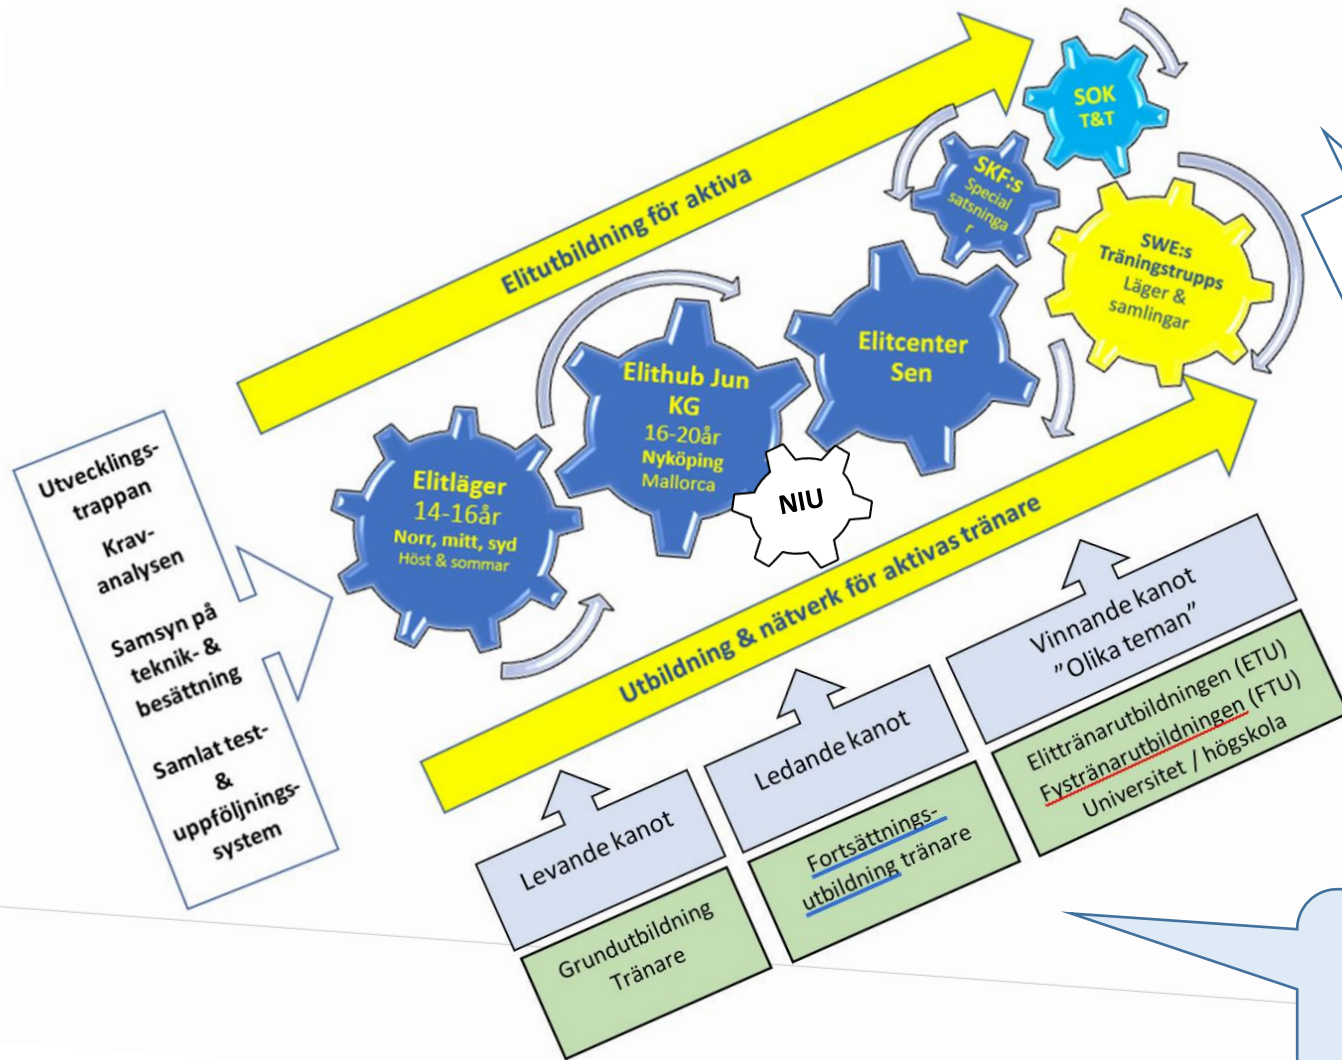 Elitutbildning för aktiva
SOK
T&T
SKF:s
Special
satsninga
r
SWE:s
Träningstrupps
Läger &
samlingar
Elitcenter
Sen
Elithub Jun
KG
16-20år
Nyköping
Mallorca
NIU
Elitläger
14-16år
Norr, mitt, syd
Höst & sommar
Utvecklings-
trappan
Krav-
analysen
Samsyn på
teknik- &
besättning
Samlat test-
&
uppföljnings-
system
Utbildning & nätverk för aktivas tränare
Levande kanot
Ledande kanot
Vinnande kanot
”Olika teman”
Grundutbildning
Tränare
Fortsättnings-
utbildning tränare
Elittränarutbildningen (ETU)
Fystränarutbildningen (FTU)
Universitet / högskola